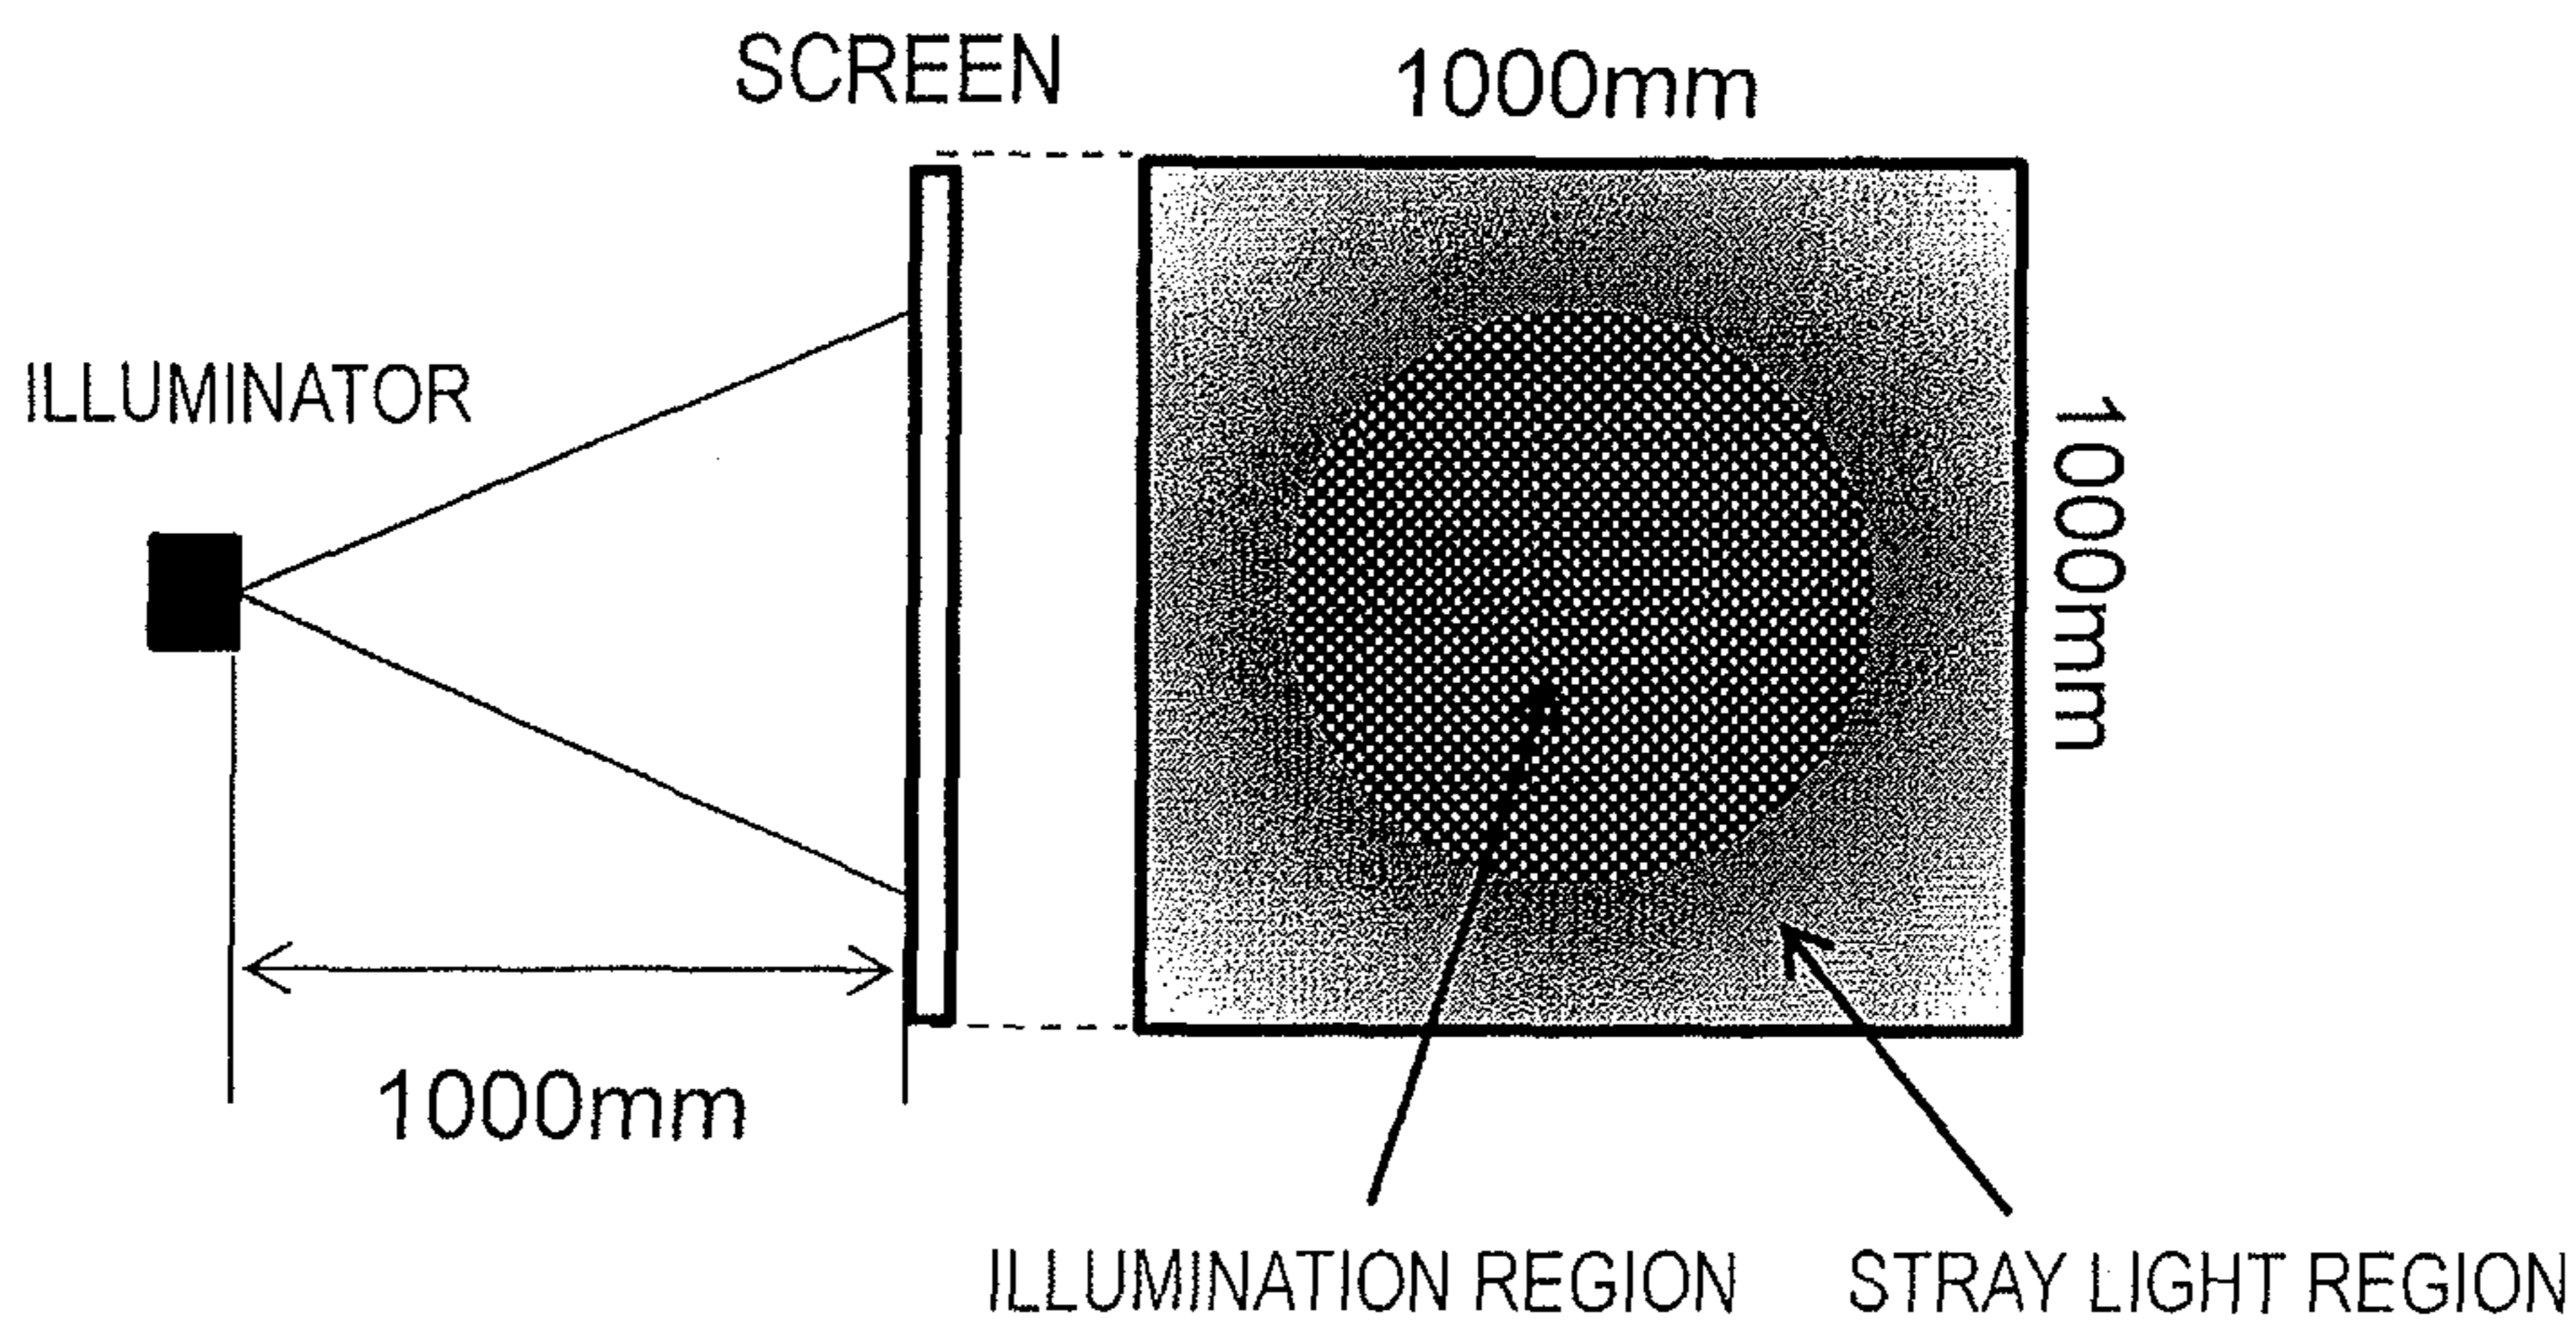 SCREEN
1000mm
ILLUMINATOR
1000mm
1000mm
ILLUMINATION REGION
STRAY LIGHT REGION